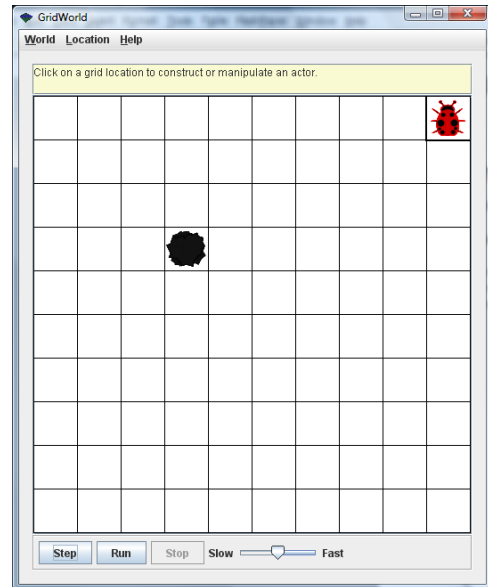 GridWorld
World Location Help
Click on a grid location to construct or manipulate an actor.
Step Run Stop Slow Fast